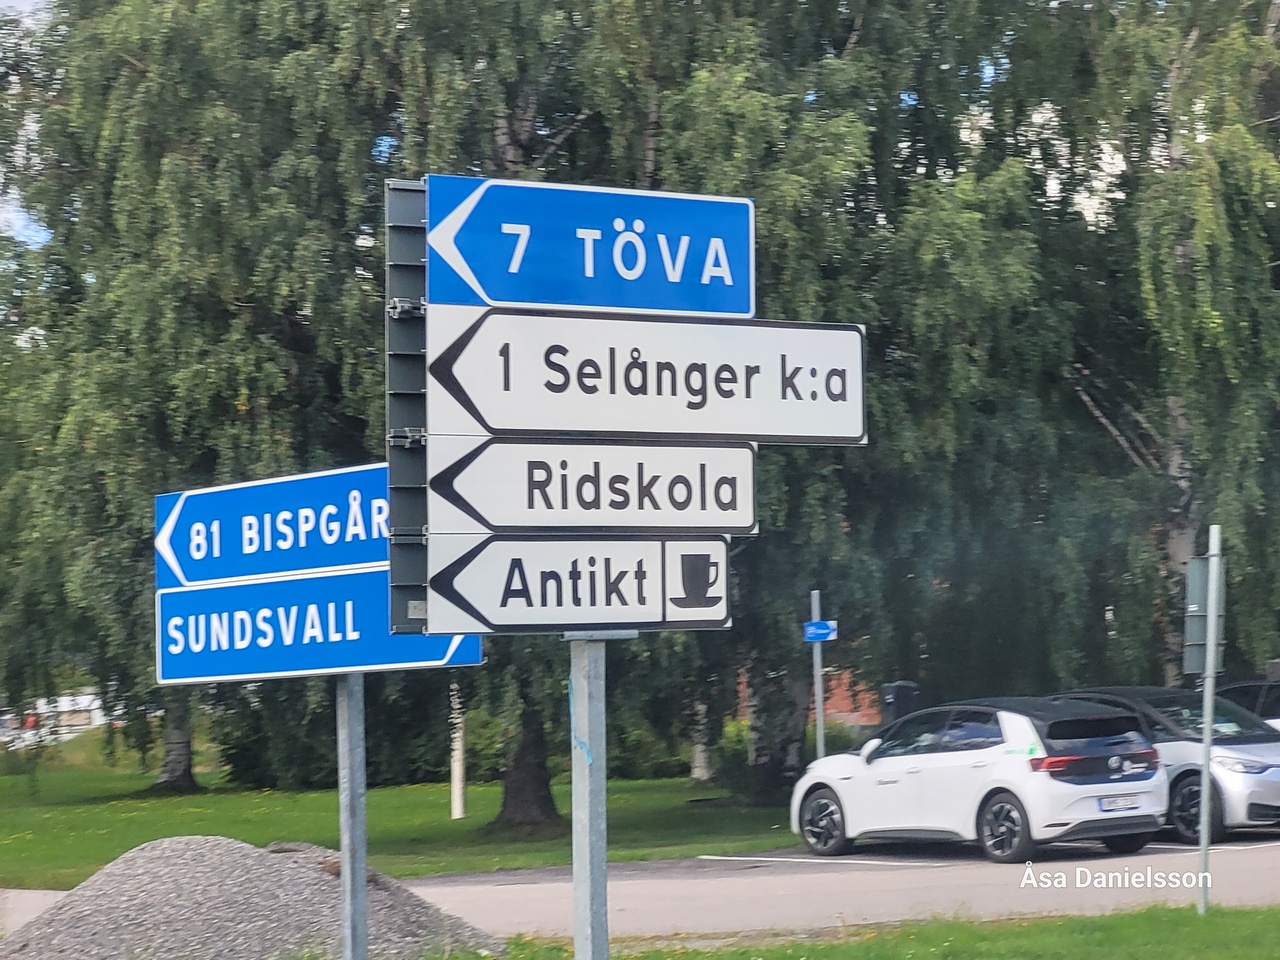 7 TÖVA
1 Selånger k:a
Ridskola
Antikt
81 BISPGÅR
SUNDSVALL
Åsa Danielsson